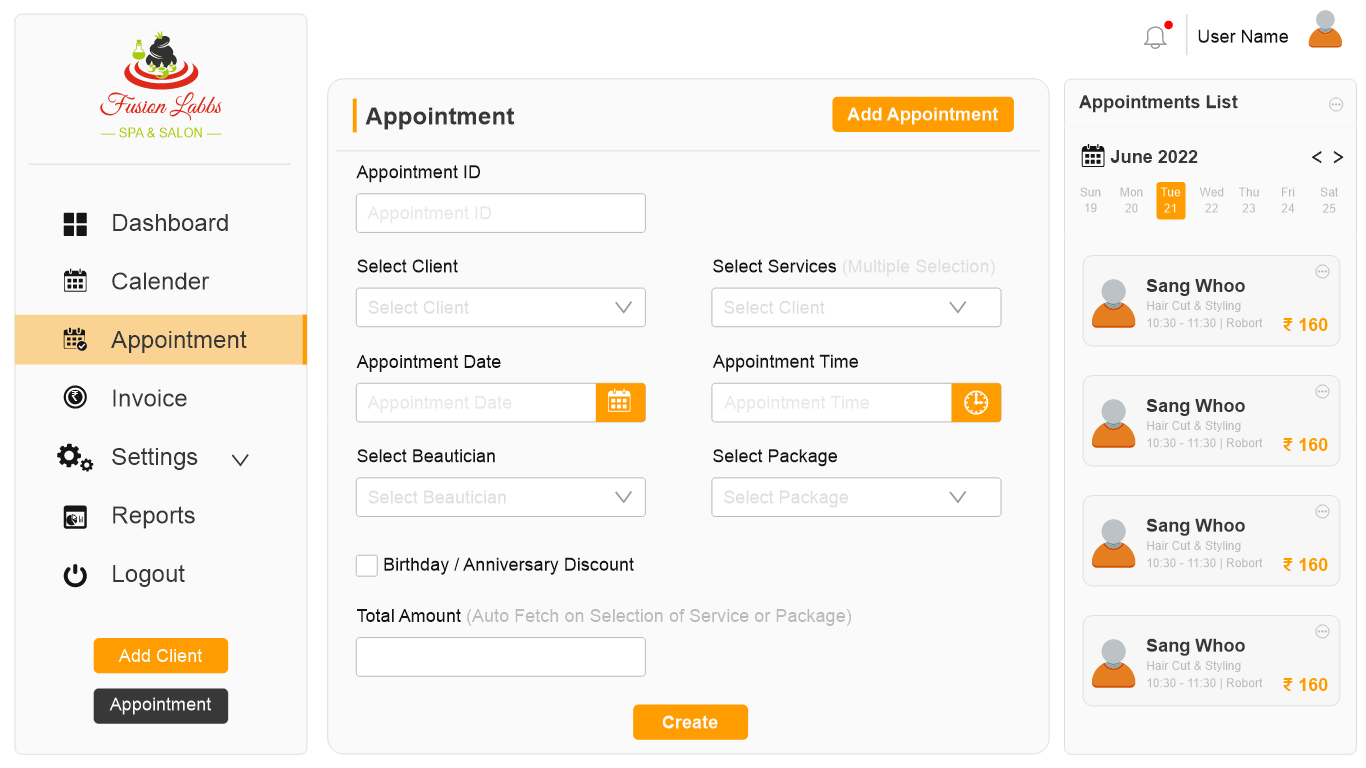 Fusion Labbs
— SPA & SALON —
Dashboard
Calender
Appointment
Invoice
Settings
Reports
Logout
Add Client
Appointment
User Name
Appointment
Add Appointment
Appointment ID
Appointment ID
Select Client
Select Services (Multiple Selection)
Select Client
Select Client
Appointment Date
Appointment Time
Appointment Date
Appointment Time
Select Beautician
Select Package
Select Beautician
Select Package
Birthday / Anniversary Discount
Total Amount (Auto Fetch on Selection of Service or Package)
Create
Appointments List
June 2022
< >
Sun Mon Tue Wed Thu Fri Sat
19 20 21 22 23 24 25
Sang Whoo
Hair Cut & Styling
10:30 - 11:30 | Robort
₹ 160
Sang Whoo
Hair Cut & Styling
10:30 - 11:30 | Robort
₹ 160
Sang Whoo
Hair Cut & Styling
10:30 - 11:30 | Robort
₹ 160
Sang Whoo
Hair Cut & Styling
10:30 - 11:30 | Robort
₹ 160